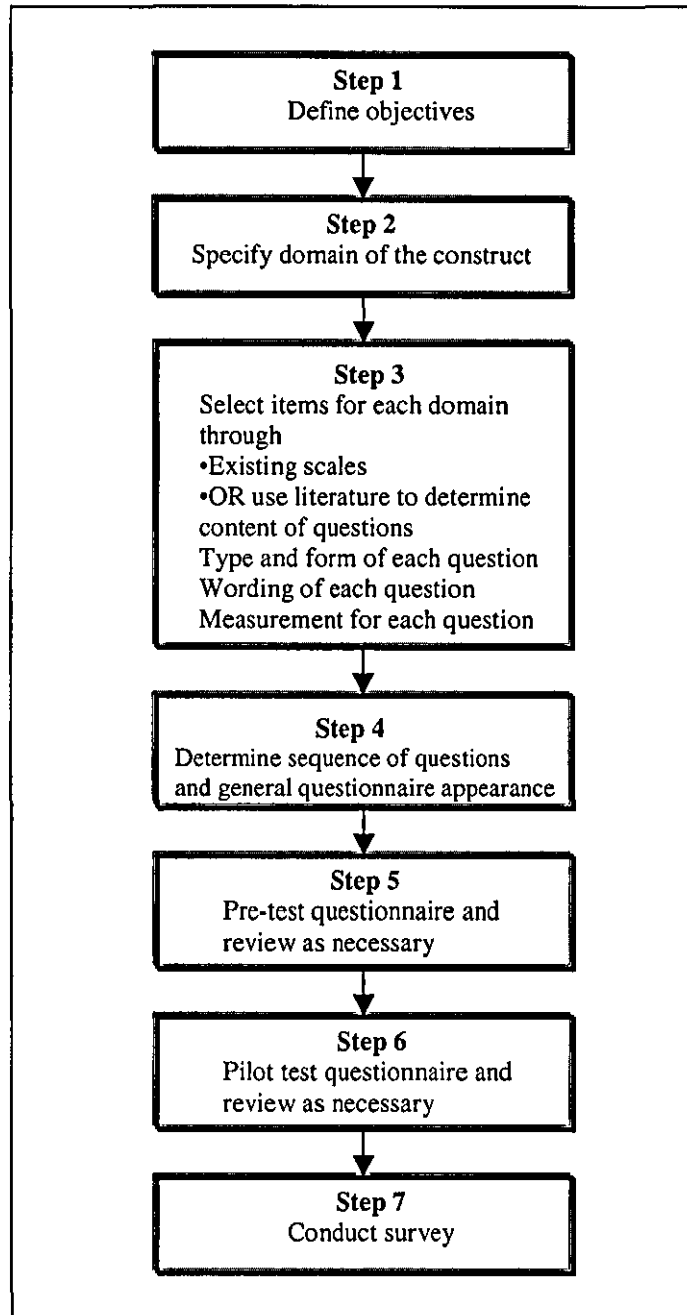 Step 1
Define objectives
Step 2
Specify domain of the construct
Step 3
Select items for each domain
through
•Existing scales
•OR use literature to determine
content of questions
Type and form of each question
Wording of each question
Measurement for each question
Step 4
Determine sequence of questions
and general questionnaire appearance
Step 5
Pre-test questionnaire and
review as necessary
Step 6
Pilot test questionnaire and
review as necessary
Step 7
Conduct survey